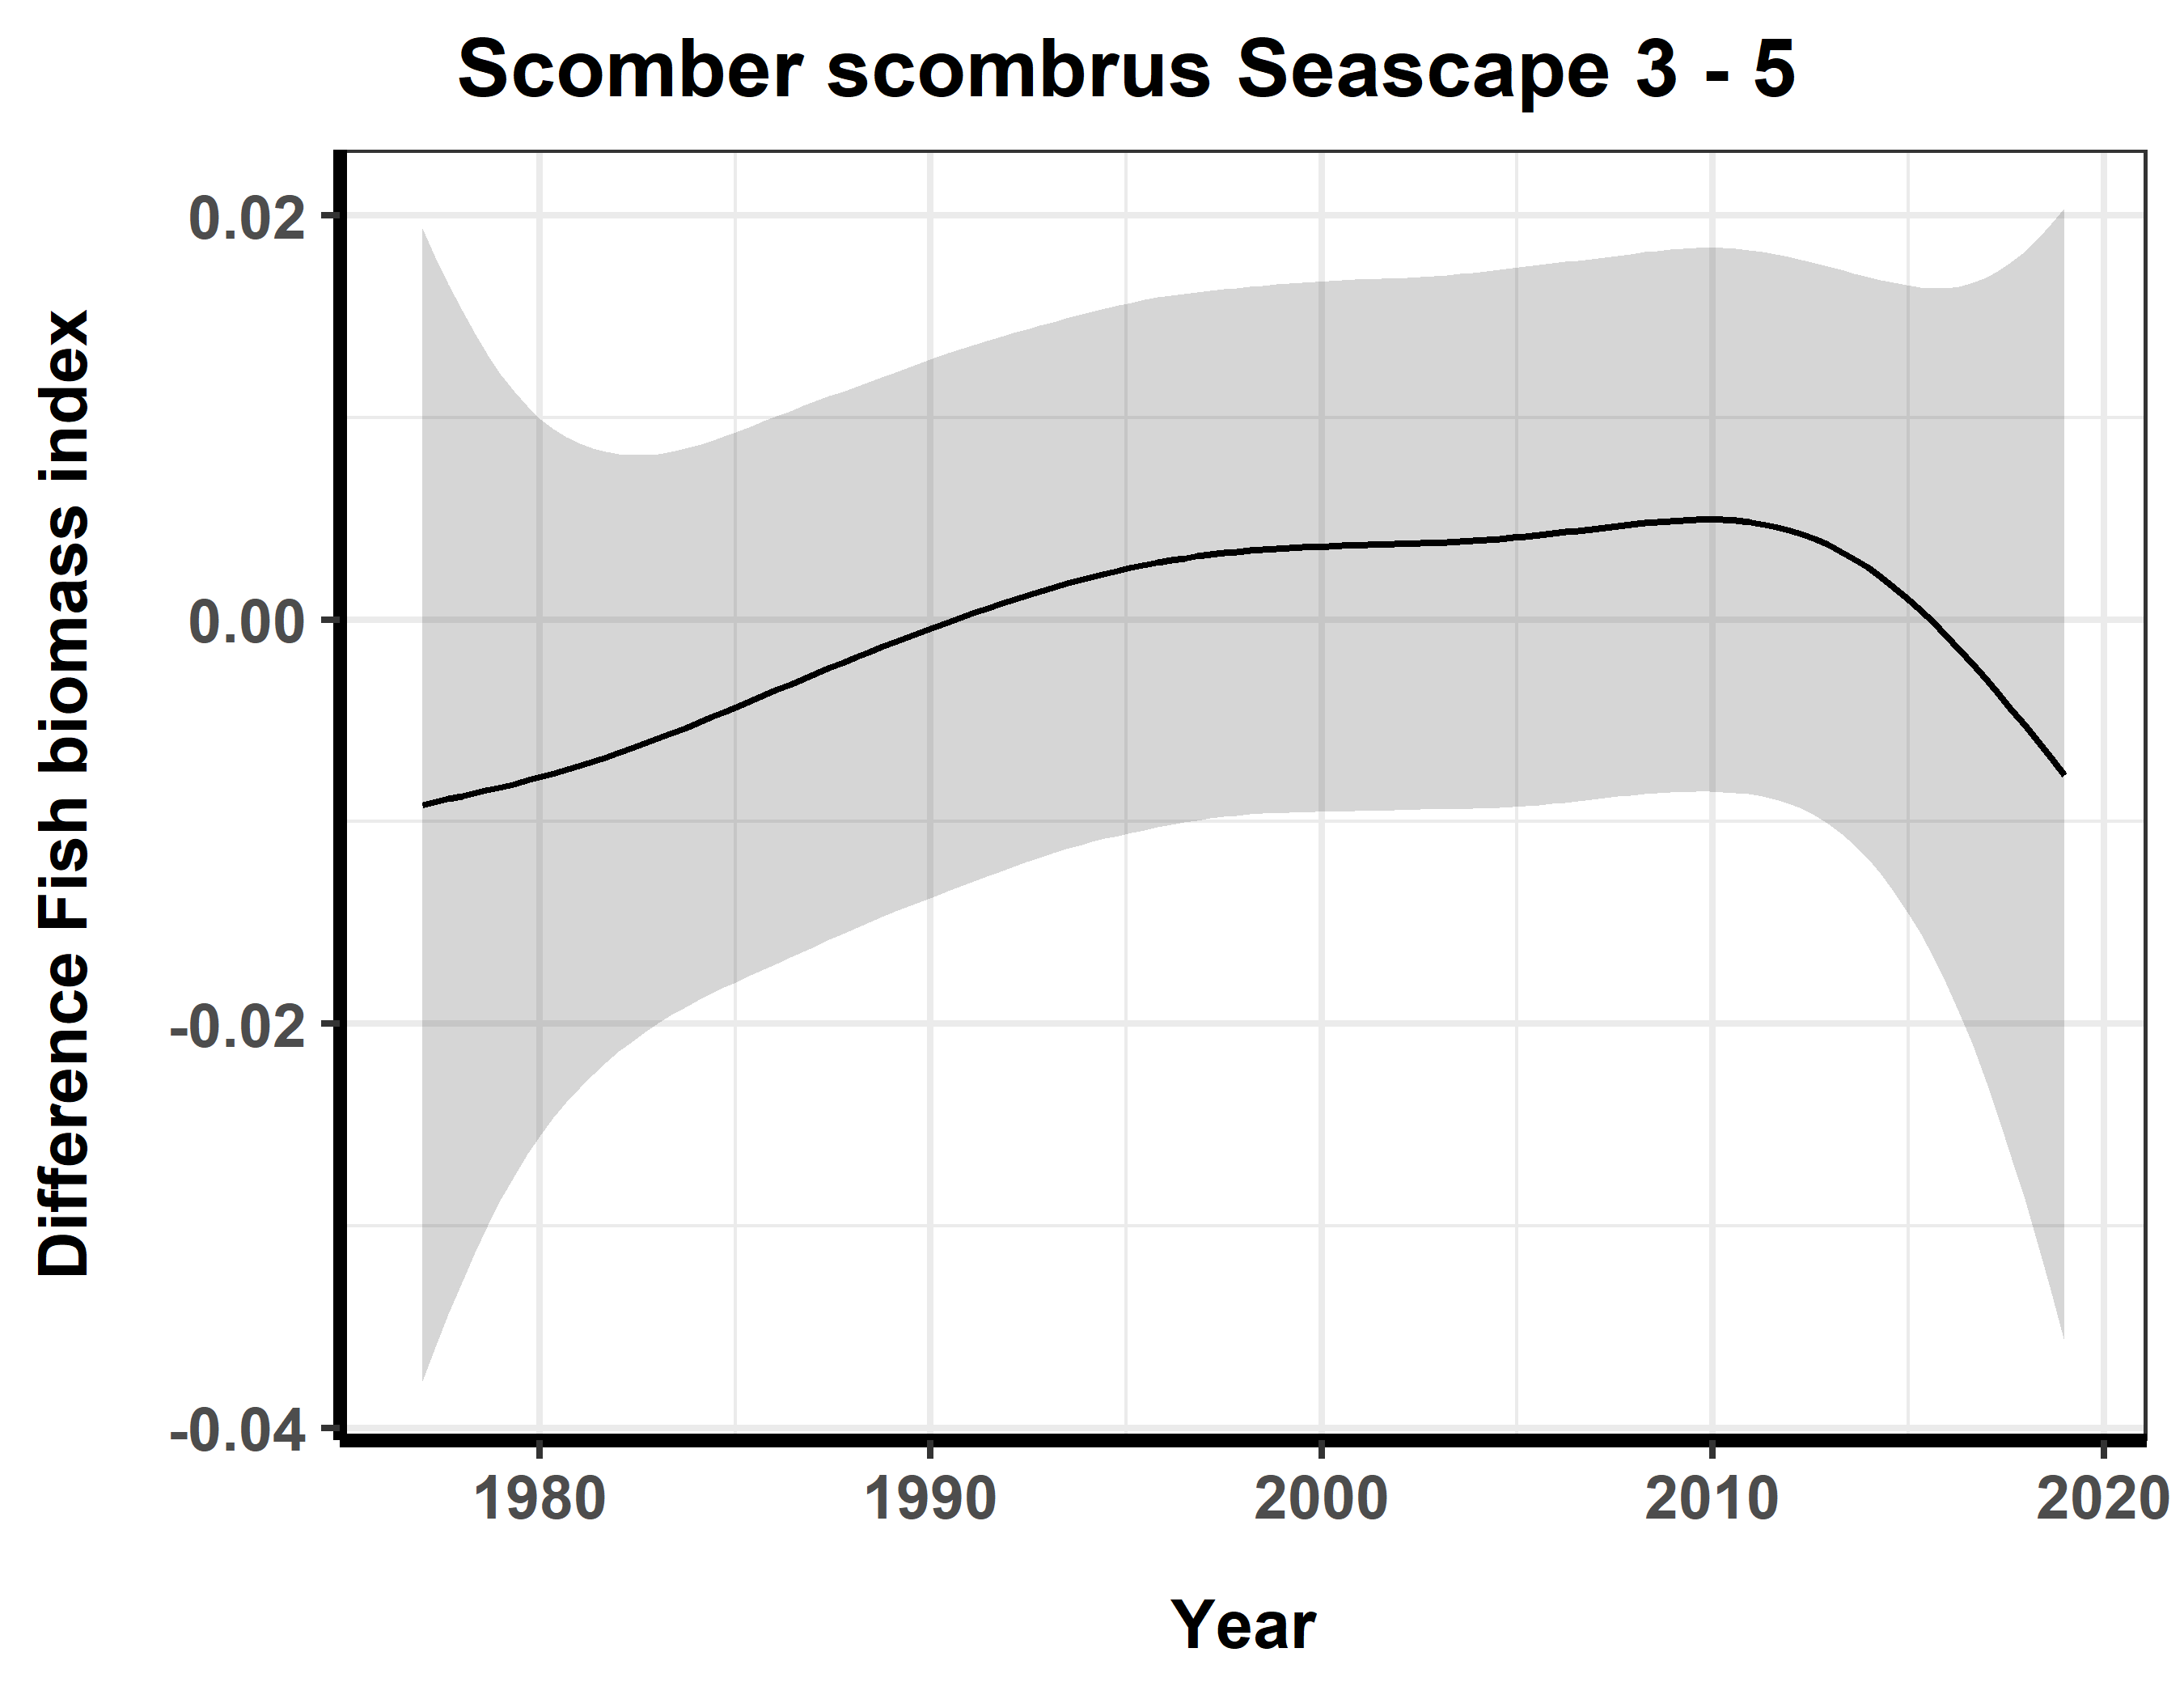 Scomber scombrus Seascape 3 - 5
Difference Fish biomass index
0.02
0.00
-0.02
-0.04
1980 1990 2000 2010 2020
Year